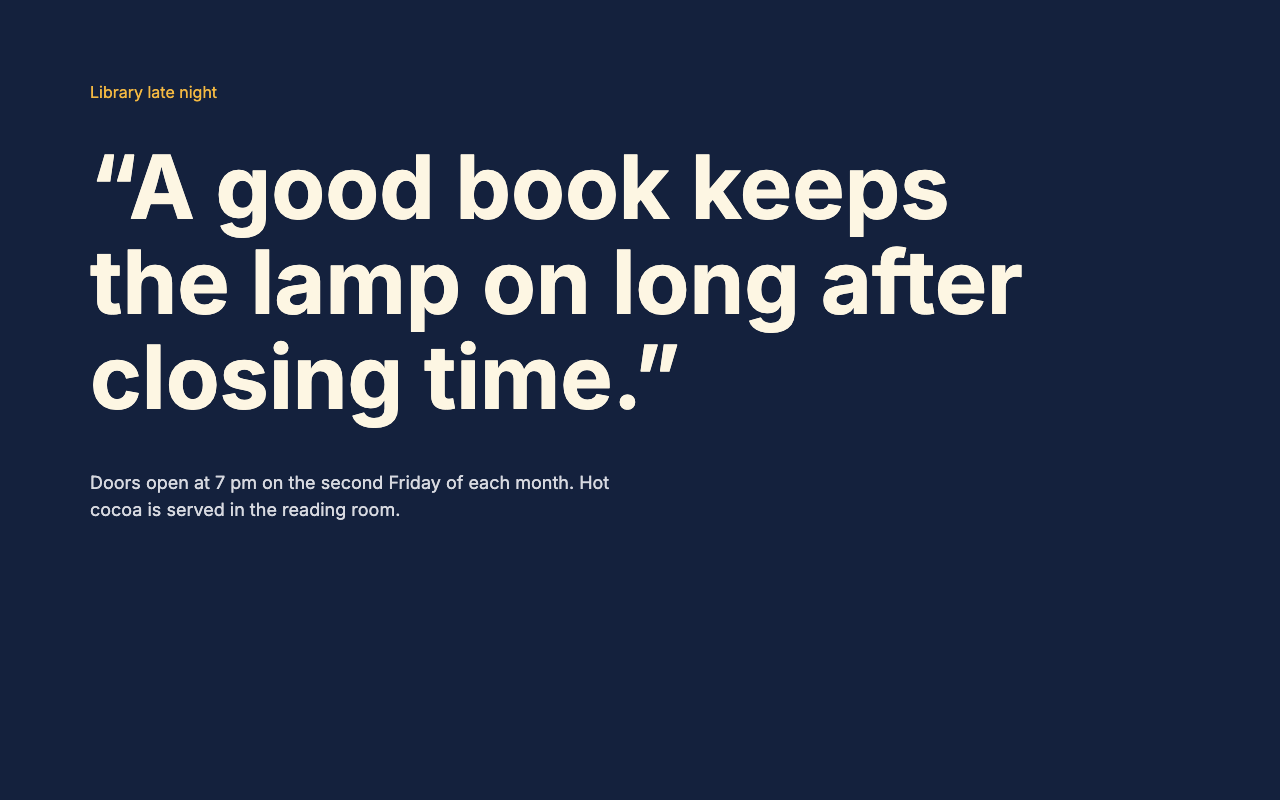 Library late night
“A good book keeps
the lamp on long after
closing time.”
Doors open at 7 pm on the second Friday of each month. Hot
cocoa is served in the reading room.